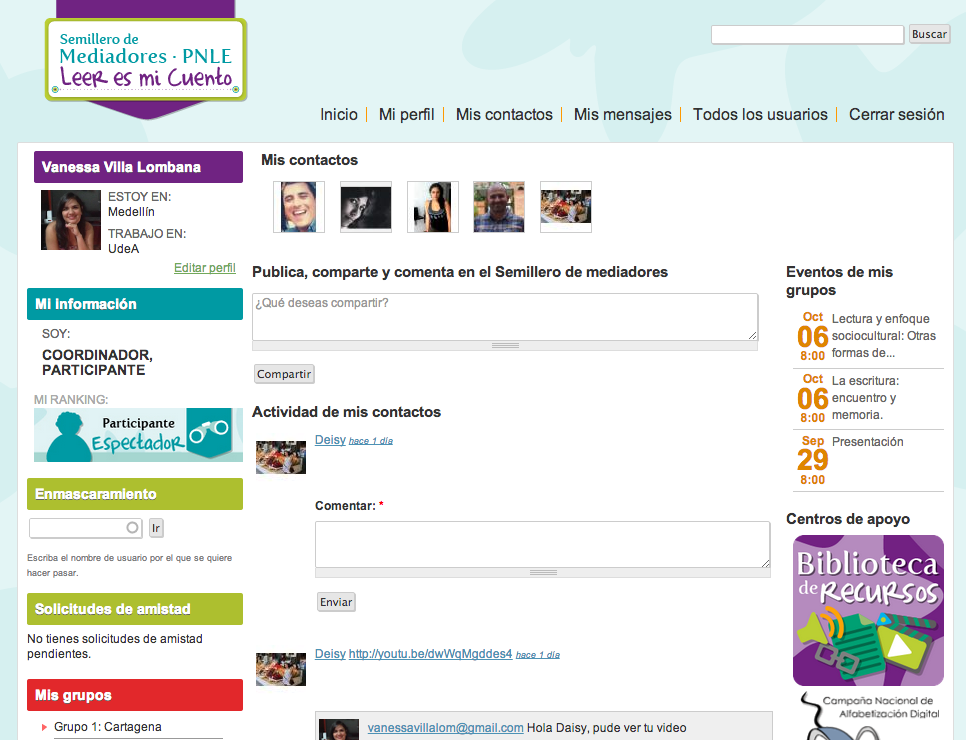 Semillero de
Mediadores · PNLE
Leer es mi Cuento
Buscar
Inicio
Mi perfil
Mis contactos
Mis mensajes
Todos los usuarios
Cerrar sesión
Vanessa Villa Lombana
ESTOY EN:
Medellín
TRABAJO EN:
UdeA
Editar perfil
Mi Información
SOY:
COORDINADOR,
PARTICIPANTE
MI RANKING:
Participante
Espectador
Enmascaramiento
Ir
Escriba el nombre de usuario por el que se quiere
hacer pasar.
Solicitudes de amistad
No tienes solicitudes de amistad
pendientes.
Mis grupos
Grupo 1: Cartagena
Mis contactos
Publica, comparte y comenta en el Semillero de mediadores
¿Qué deseas compartir?
Compartir
Actividad de mis contactos
Deisy hace 1 día
Comentar: *
Enviar
Deisy http://youtu.be/dwWqMgddes4 hace 1 día
vanessavillalom@gmail.com Hola Daisy, pude ver tu video
Eventos de mis
grupos
Oct
06
8:00
Lectura y enfoque
sociocultural: Otras
formas de...
Oct
06
8:00
La escritura:
encuentro y
memoria.
Sep
29
8:00
Presentación
Centros de apoyo
Biblioteca
de Recursos
Campaña Nacional de
Alfabetización Digital